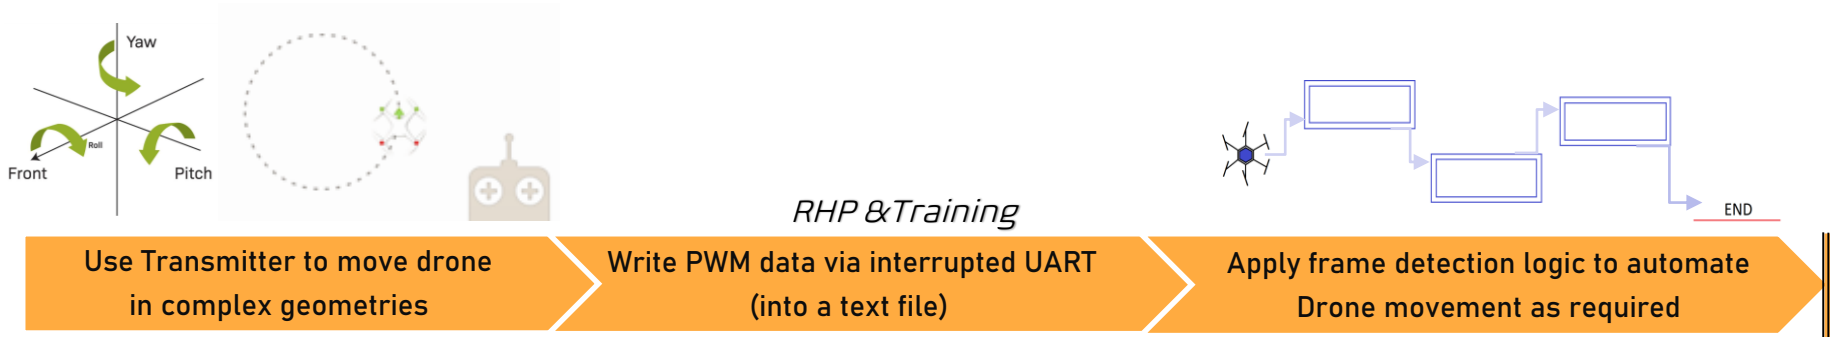 Yaw
Roll
Front
Pitch
RHP &Training
END
Use Transmitter to move drone
in complex geometries
Write PWM data via interrupted UART
(into a text file)
Apply frame detection logic to automate
Drone movement as required